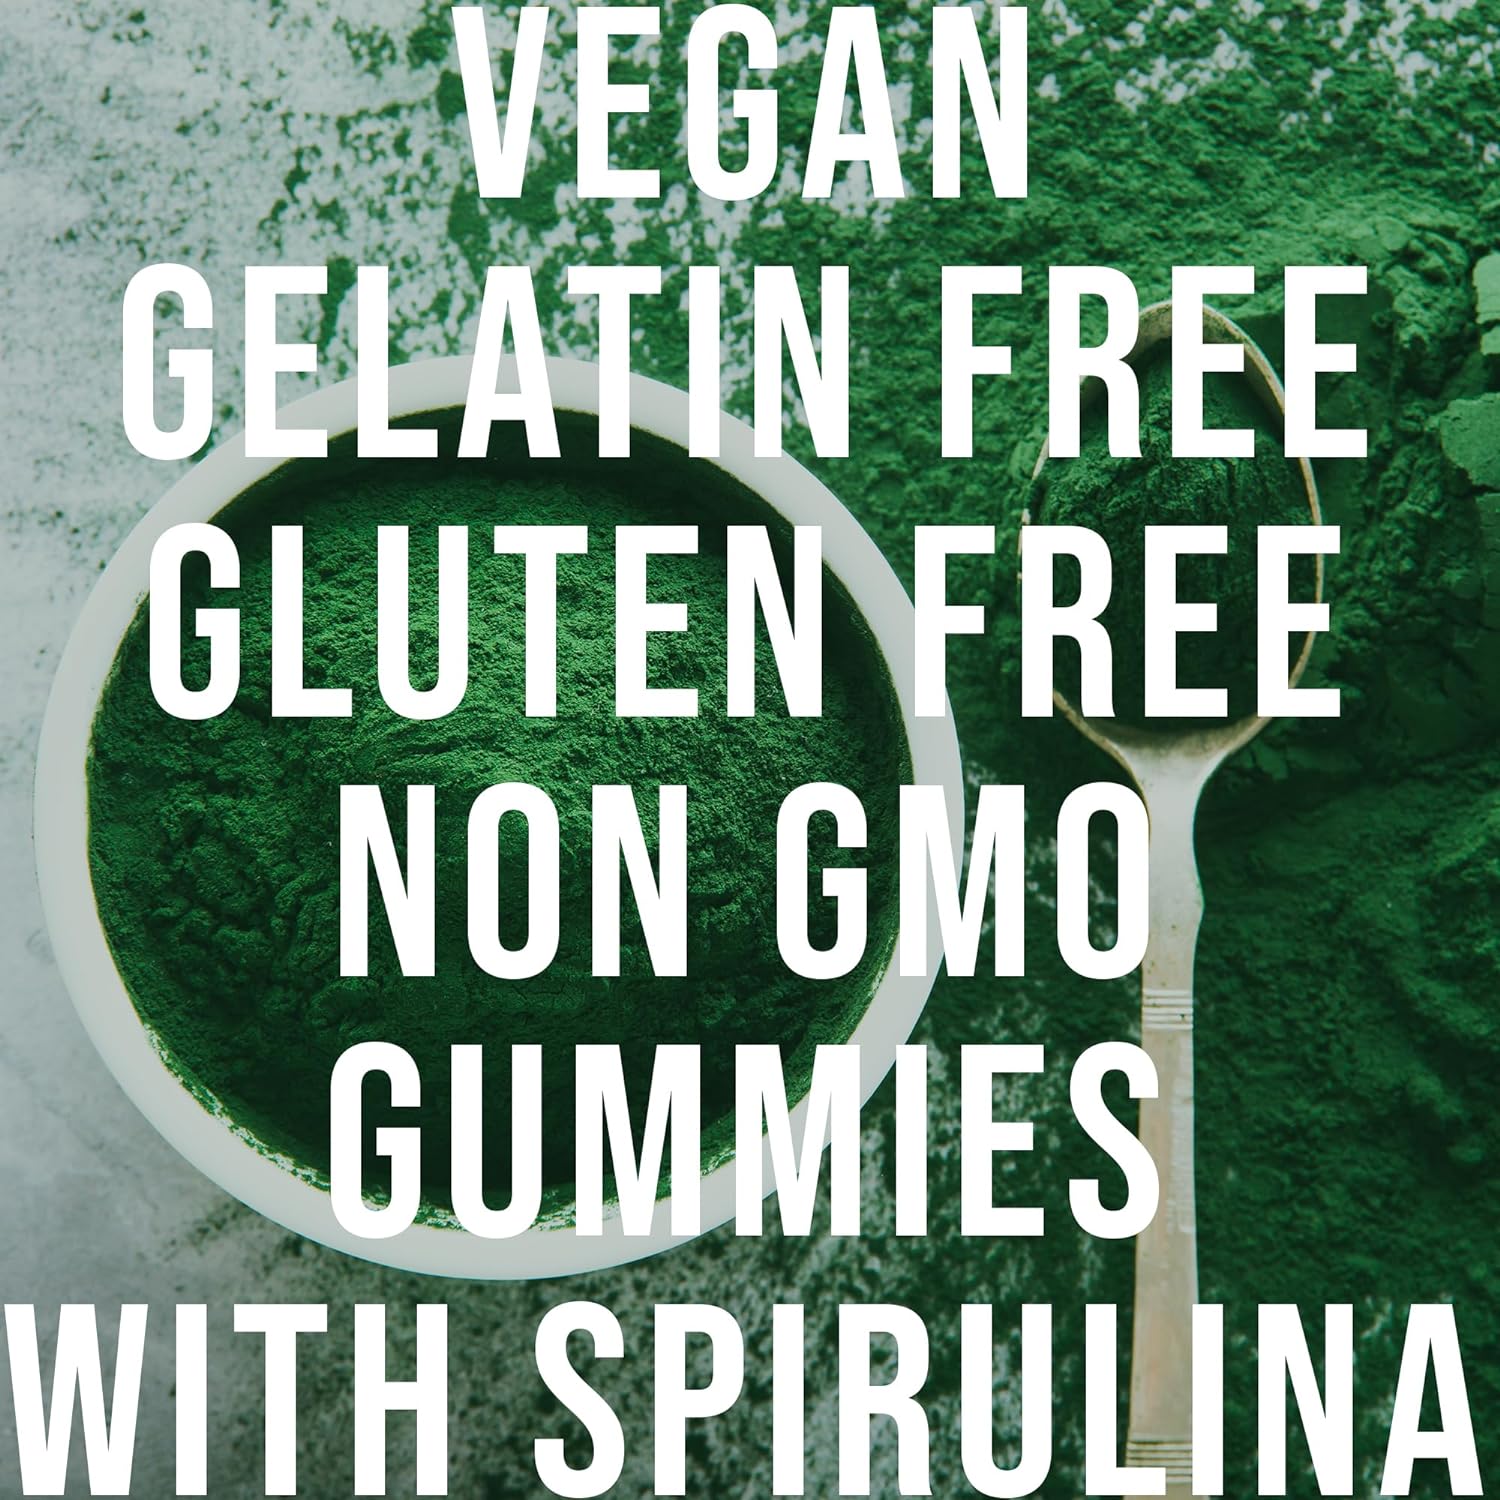 VEGAN
GELATIN FREE
GLUTEN FREE
NON GMO
GUMMIES
WITH SPIRULINA